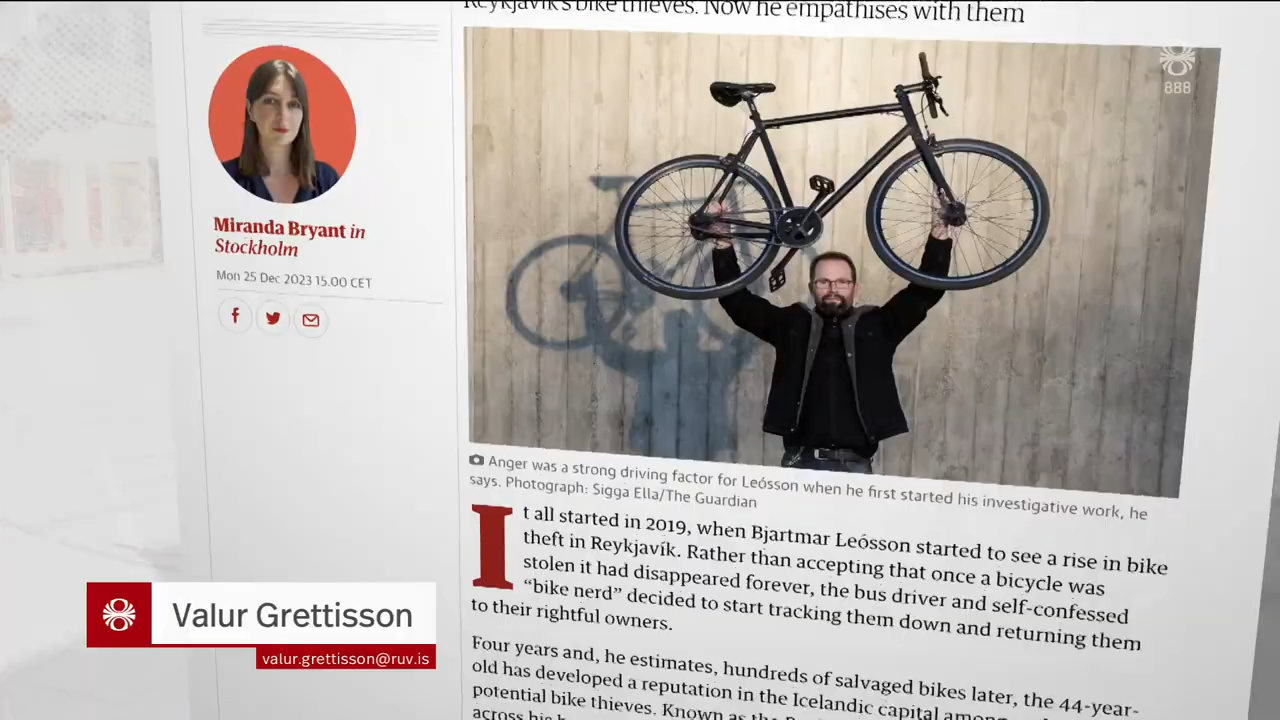 Reykjavík's bike thieves. Now he empathises with them
888
Miranda Bryant in
Stockholm
Mon 25 Dec 2023 15.00 CET
Anger was a strong driving factor for Leósson when he first started his investigative work, he
says. Photograph: Sigga Ella/The Guardian
It all started in 2019, when Bjartmar Leósson started to see a rise in bike
theft in Reykjavík. Rather than accepting that once a bicycle was
stolen it had disappeared forever, the bus driver and self-confessed
“bike nerd” decided to start tracking them down and returning them
to their rightful owners.
Four years and, he estimates, hundreds of salvaged bikes later, the 44-year-
old has developed a reputation in the Icelandic capital among
potential bike thieves. Known as the
across his
Valur Grettisson
valur.grettisson@ruv.is